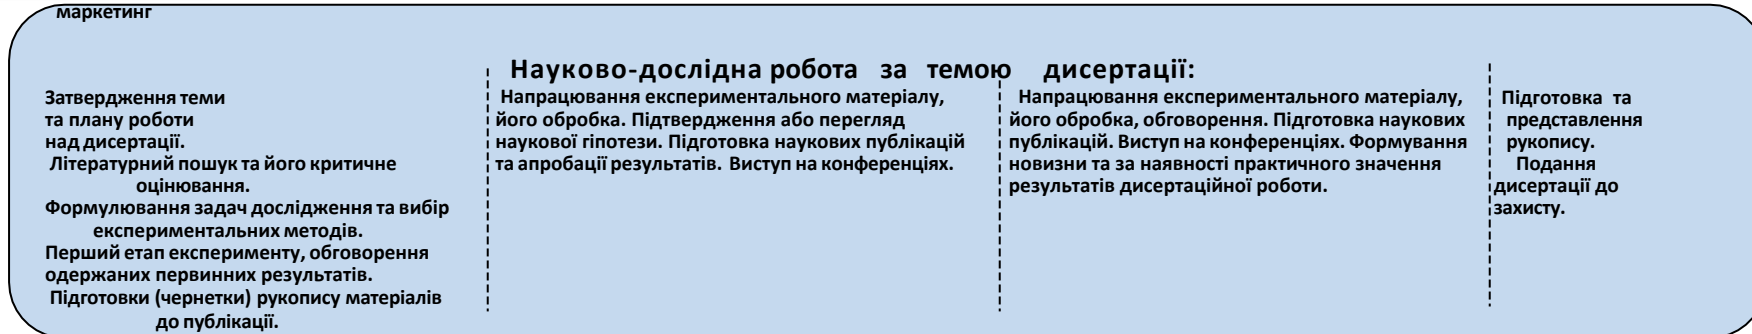 маркетинг
Науково-дослідна робота за темою дисертації:
Затвердження теми
та плану роботи
над дисертації.
Літературний пошук та його критичне
оцінювання.
Формулювання задач дослідження та вибір
експериментальних методів.
Перший етап експерименту, обговорення
одержаних первинних результатів.
Підготовки (чернетки) рукопису матеріалів
до публікації.
Напрацювання експериментального матеріалу,
його обробка. Підтвердження або перегляд
наукової гіпотези. Підготовка наукових публікацій
та апробації результатів. Виступ на конференціях.
Напрацювання експериментального матеріалу,
його обробка, обговорення. Підготовка наукових
публікацій. Виступ на конференціях. Формування
новизни та за наявності практичного значення
результатів дисертаційної роботи.
Підготовка та
представлення
рукопису.
Подання
дисертації до
захисту.